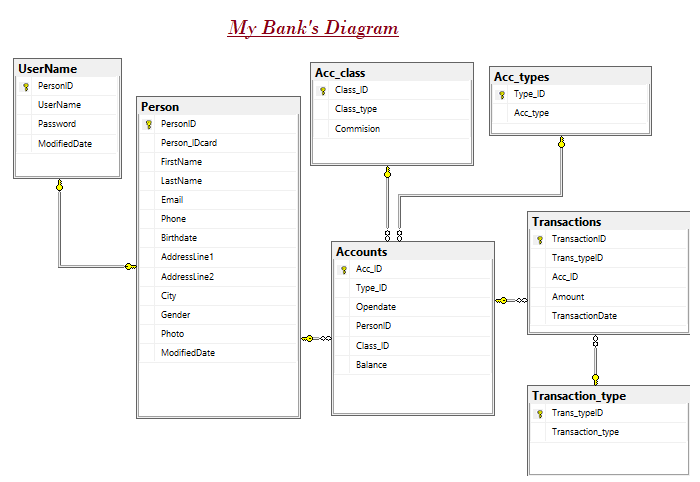 My Bank's Diagram
UserName
PersonID
UserName
Password
ModifiedDate
Person
PersonID
Person_IDcard
FirstName
LastName
Email
Phone
Birthdate
AddressLine1
AddressLine2
City
Gender
Photo
ModifiedDate
Acc_class
Class_ID
Class_type
Commision
Acc_types
Type_ID
Acc_type
Accounts
Acc_ID
Type_ID
Opendate
PersonID
Class_ID
Balance
Transactions
TransactionID
Trans_typeID
Acc_ID
Amount
TransactionDate
Transaction_type
Trans_typeID
Transaction_type